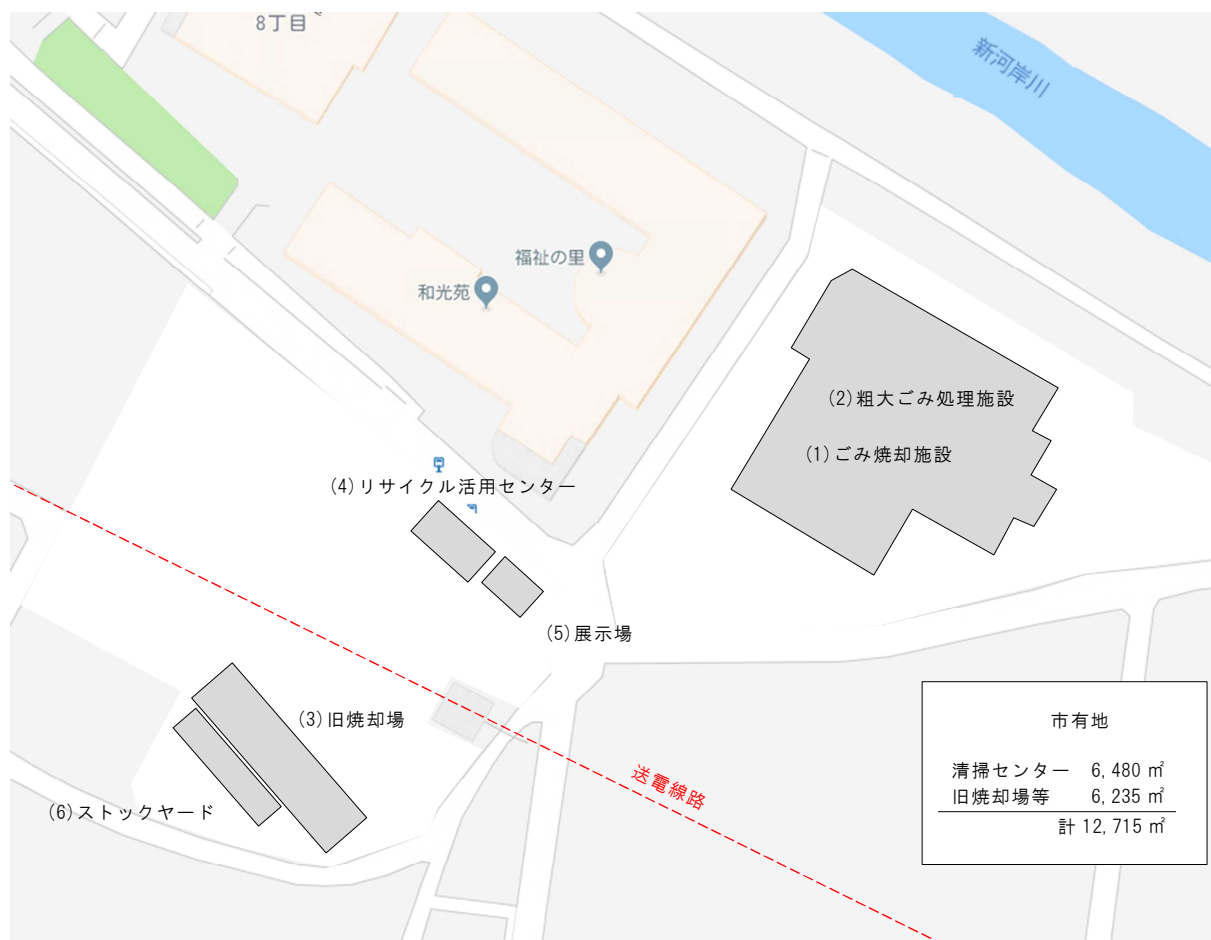 8丁目
新河岸川
福祉の里
和光苑
(2)粗大ごみ処理施設
(1)ごみ焼却施設
(4)リサイクル活用センター
(5)展示場
(3)旧焼却場
(6)ストックヤード
送電線路
市有地
清掃センター 6,480 ㎡
旧焼却場等 6,235 ㎡
計 12,715 ㎡